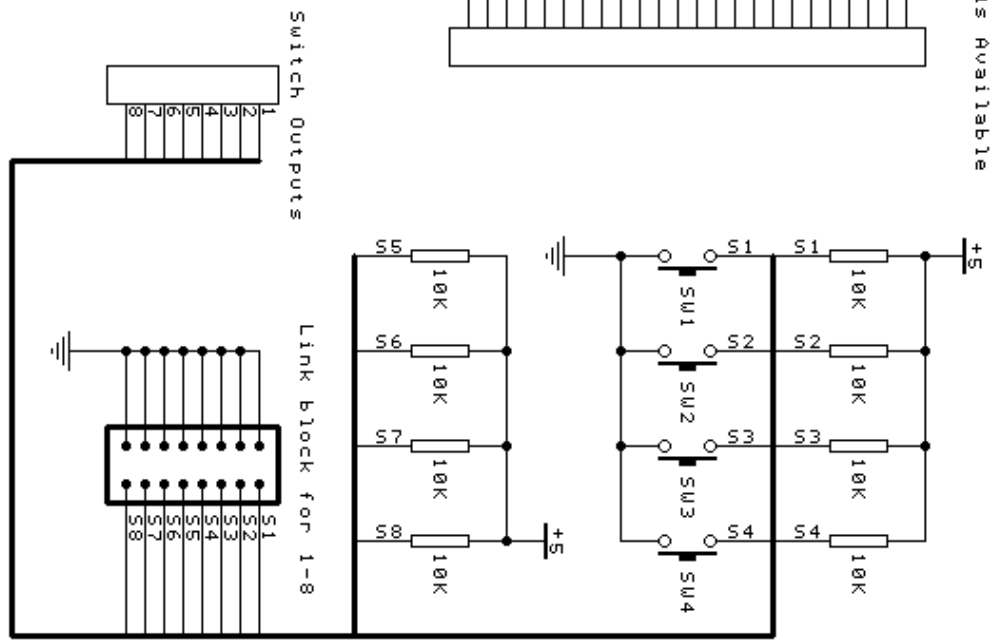 ls Available
Switch Outputs
8 7 6 5 4 3 2 1
S5 10K
S6 10K
S7 10K
S8 10K
+5
S1 S1 10K
S2 S2 10K
S3 S3 10K
S4 S4 10K
+5
SW1
SW2
SW3
SW4
Link block for 1-8
S8 S7 S6 S5 S4 S3 S2 S1